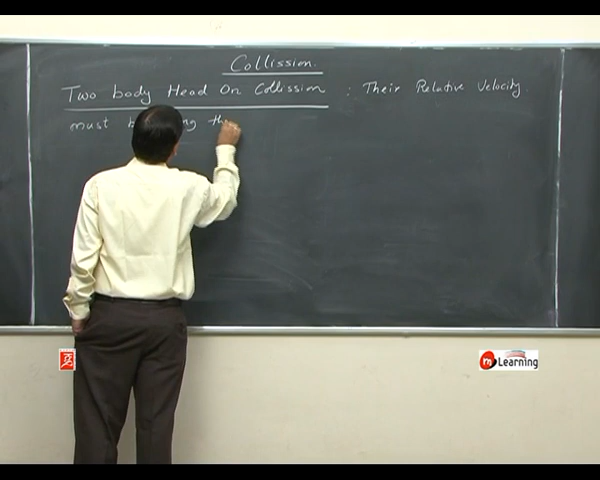 Collission.
Two body Head On Collission : Their Relative Velocity
must
Learning